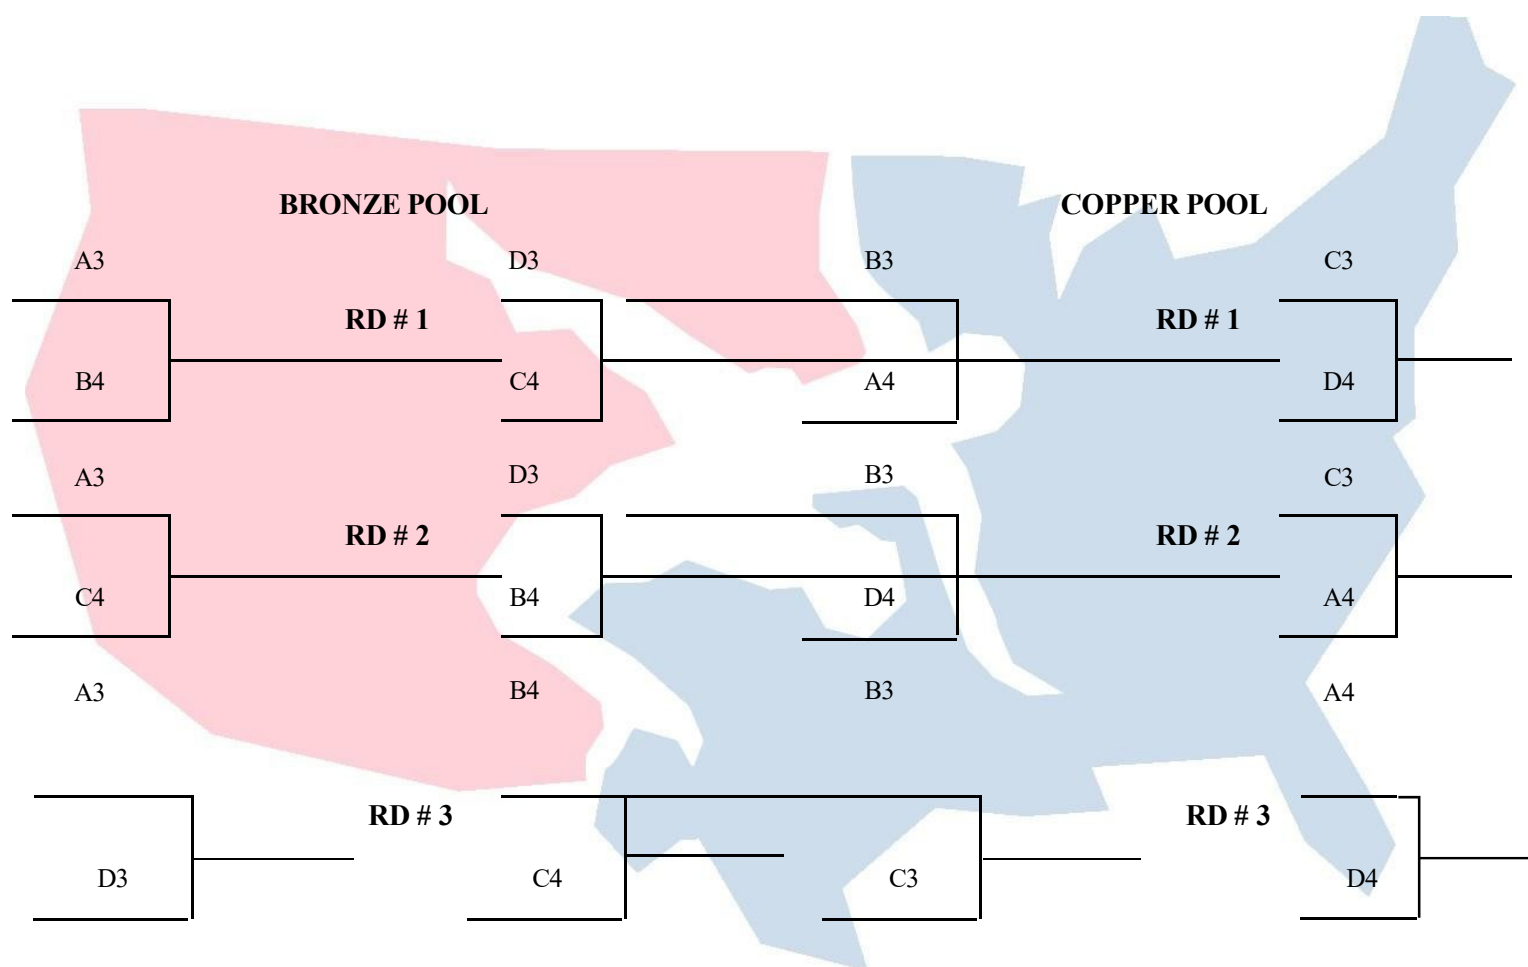 BRONZE POOL COPPER POOL
A3 D3 B3 C3
RD # 1 RD # 1
B4 C4 A4 D4
A3 D3 B3 C3
RD # 2 RD # 2
C4 B4 D4 A4
A3 B4 B3 A4
RD # 3 RD # 3
D3 C4 C3 D4